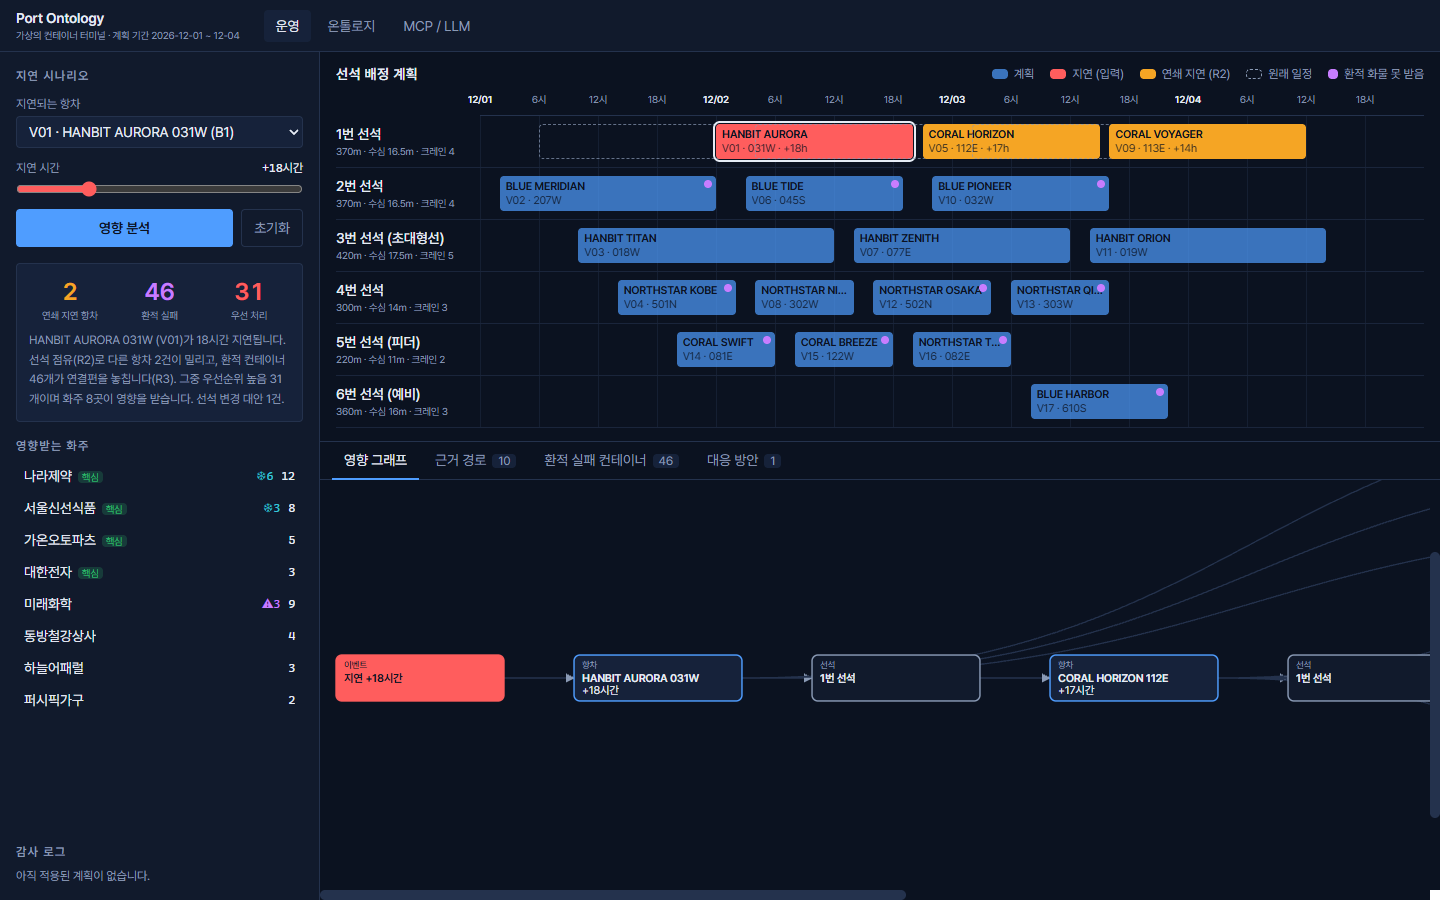 Port Ontology
가상의 컨테이너 터미널 · 계획 기간 2026-12-01 ~ 12-04
운영
온톨로지
MCP / LLM
지연 시나리오
지연되는 항차
V01 · HANBIT AURORA 031W (B1)
지연 시간
+18시간
영향 분석
초기화
2
46
31
연쇄 지연 항차
환적 실패
우선 처리
HANBIT AURORA 031W (V01)가 18시간 지연됩니다.
선석 점유(R2)로 다른 항차 2건이 밀리고, 환적 컨테이너
46개가 연결편을 놓칩니다(R3). 그중 우선순위 높음 31
개이며 화주 8곳이 영향을 받습니다. 선석 변경 대안 1건.
영향받는 화주
나라제약 핵심 ❄6 12
서울신선식품 핵심 ❄3 8
가온오토파츠 핵심 5
대한전자 핵심 3
미래화학 ▲3 9
동방철강상사 4
하늘어패럴 3
퍼시픽가구 2
감사 로그
아직 적용된 계획이 없습니다.
선석 배정 계획
계획
지연 (입력)
연쇄 지연 (R2)
원래 일정
환적 화물 못 받음
12/01 6시 12시 18시 12/02 6시 12시 18시 12/03 6시 12시 18시 12/04 6시 12시 18시
1번 선석
370m · 수심 16.5m · 크레인 4
HANBIT AURORA
V01 · 031W · +18h
CORAL HORIZON
V05 · 112E · +17h
CORAL VOYAGER
V09 · 113E · +14h
2번 선석
370m · 수심 16.5m · 크레인 4
BLUE MERIDIAN
V02 · 207W
BLUE TIDE
V06 · 045S
BLUE PIONEER
V10 · 032W
3번 선석 (초대형선)
420m · 수심 17.5m · 크레인 5
HANBIT TITAN
V03 · 018W
HANBIT ZENITH
V07 · 077E
HANBIT ORION
V11 · 019W
4번 선석
300m · 수심 14m · 크레인 3
NORTHSTAR KOBE
V04 · 501N
NORTHSTAR NI...
V08 · 302W
NORTHSTAR OSAKA
V12 · 502N
NORTHSTAR QI...
V13 · 303W
5번 선석 (피더)
220m · 수심 11m · 크레인 2
CORAL SWIFT
V14 · 081E
CORAL BREEZE
V15 · 122W
NORTHSTAR T...
V16 · 082E
6번 선석 (예비)
360m · 수심 16m · 크레인 3
BLUE HARBOR
V17 · 610S
영향 그래프
근거 경로 10
환적 실패 컨테이너 46
대응 방안 1
이벤트
지연 +18시간
항차
HANBIT AURORA 031W
+18시간
선석
1번 선석
항차
CORAL HORIZON 112E
+17시간
선석
1번 선석